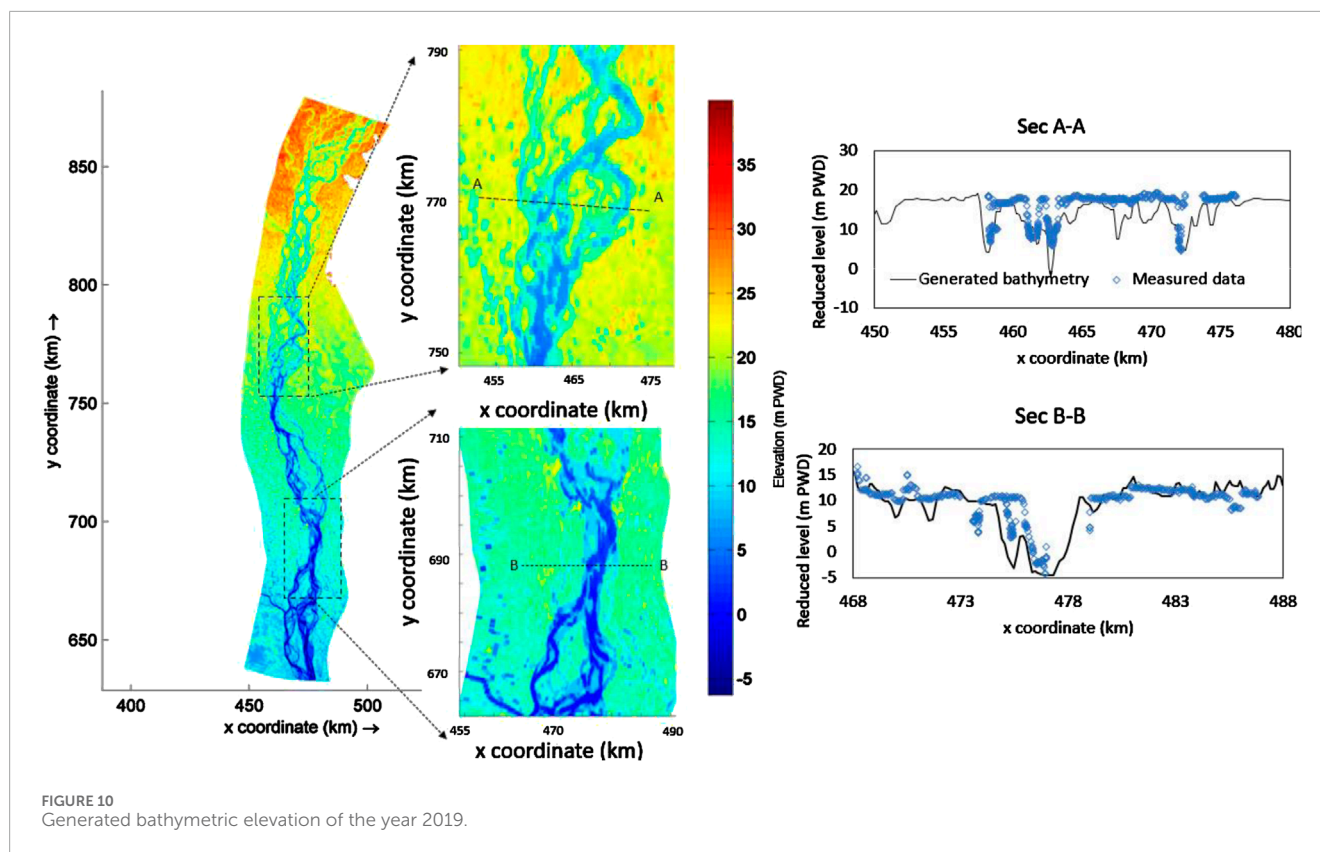 850
800
750
700
650
y coordinate (km) →
400
450
500
x coordinate (km) →
790
770
750
y coordinate (km)
A
A
455
465
475
x coordinate (km)
710
690
670
y coordinate (km)
B
B
455
470
490
x coordinate (km)
35
30
25
20
15
10
5
0
-5
Elevation (m PWD)
Sec A-A
Reduced level (m PWD)
30
20
10
0
-10
Generated bathymetry
Measured data
450
455
460
465
470
475
480
x coordinate (km)
Sec B-B
Reduced level (m PWD)
20
15
10
5
0
-5
468
473
478
483
488
x coordinate (km)
FIGURE 10
Generated bathymetric elevation of the year 2019.